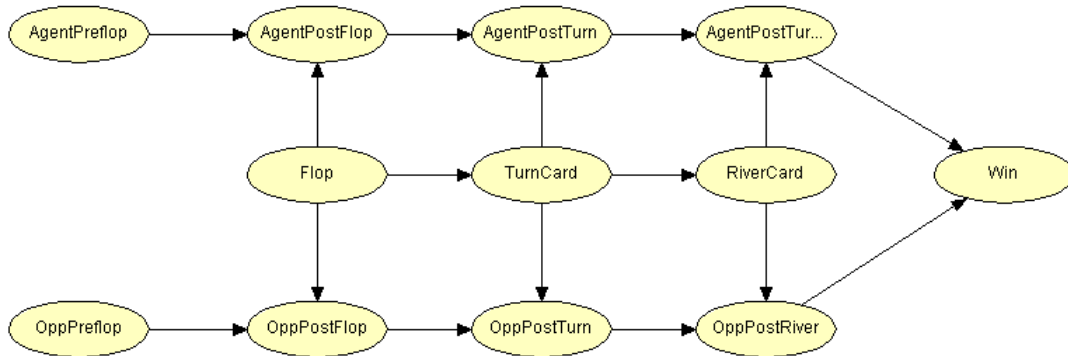 AgentPreflop
AgentPostFlop
AgentPostTurn
AgentPostTur...
Flop
TurnCard
RiverCard
Win
OppPreflop
OppPostFlop
OppPostTurn
OppPostRiver